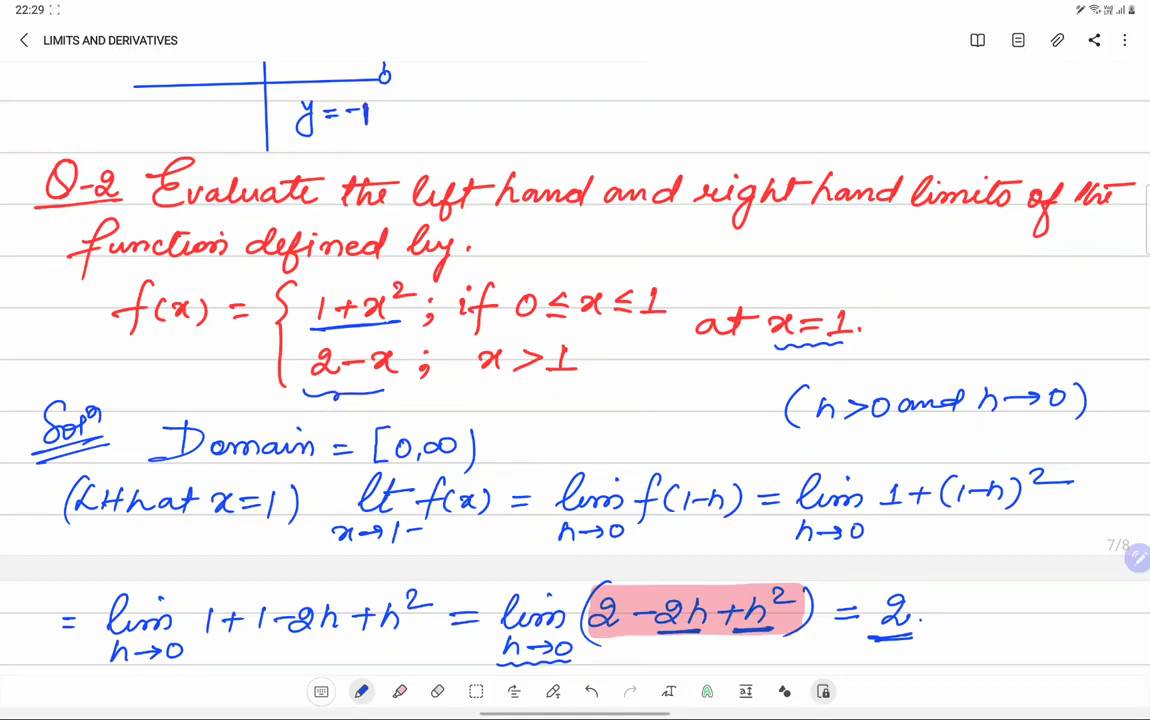 22:29
LIMITS AND DERIVATIVES
y = -1
Q-2 Evaluate the left hand and right hand limits of the
function defined by.
f(x) = { 1+x² ; if 0 ≤ x ≤ 1
2-x ; x > 1
at x=1.
(h>0 and h→0)
Solⁿ Domain = [0,∞)
(LHL at x=1) lt x→1- f(x) = lim h→0 f(1-h) = lim h→0 1+(1-h)²
7/8
= lim h→0 1+1-2h+h² = lim h→0 (2-2h+h²) = 2.